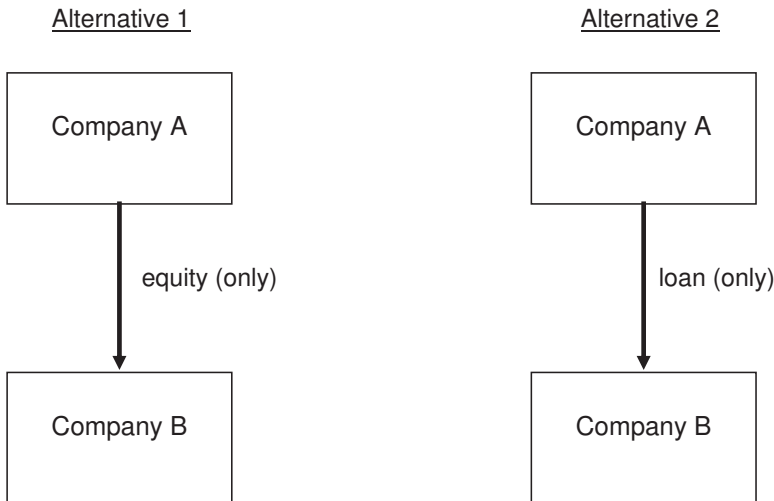 Alternative 1
Alternative 2
Company A
Company A
equity (only)
loan (only)
Company B
Company B